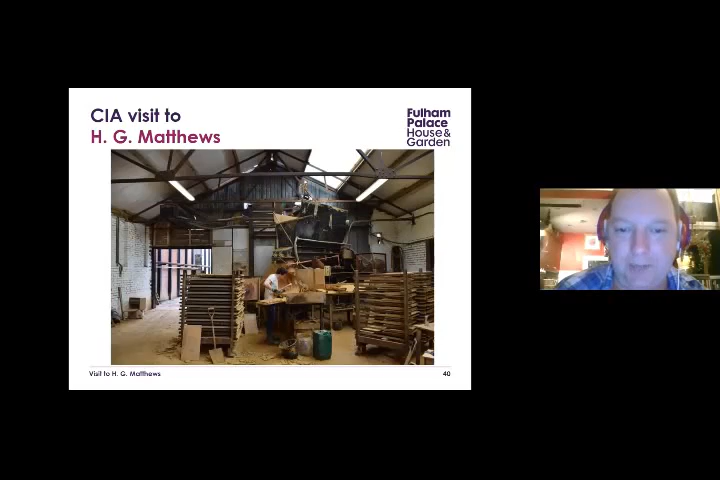 CIA visit to
H. G. Matthews
Fulham
Palace
House &
Garden
Visit to H. G. Matthews
40